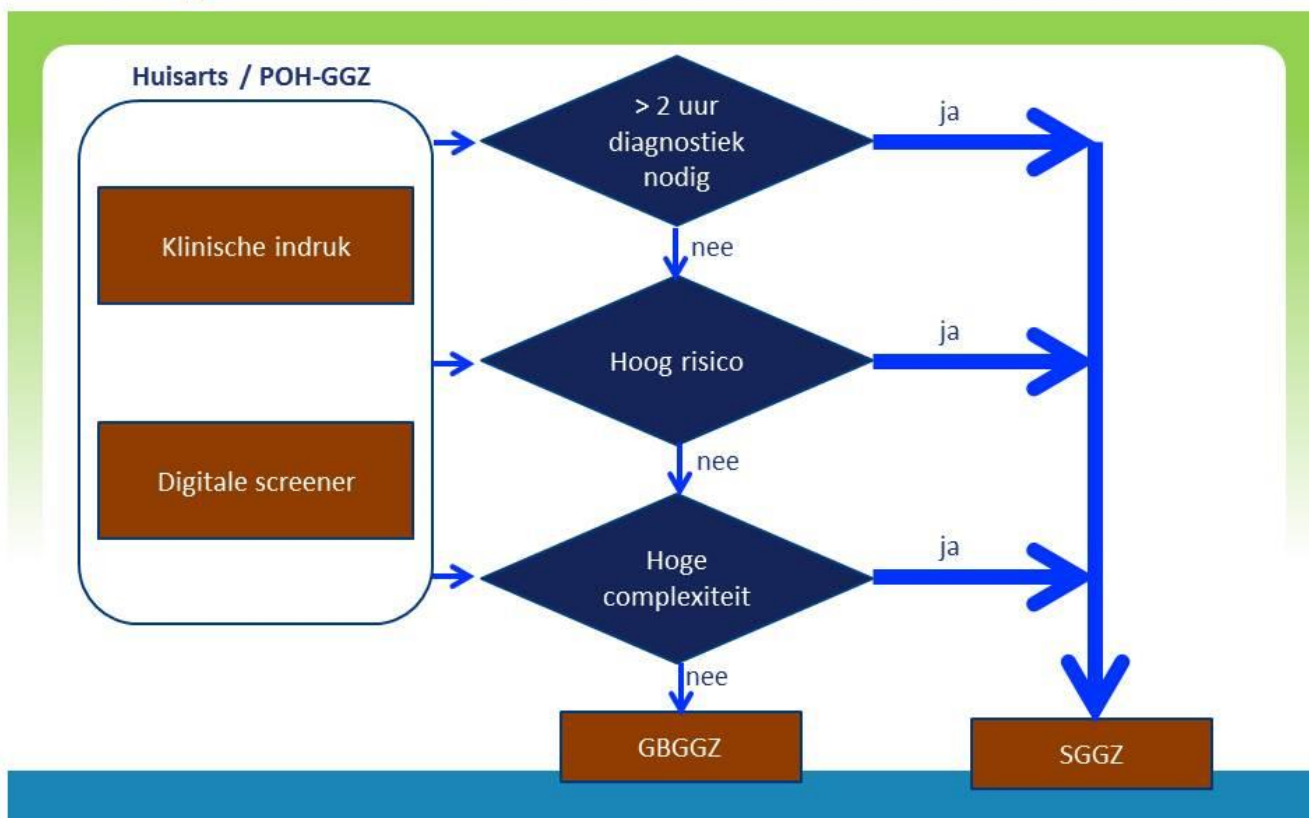 Huisarts / POH-GGZ
Klinische indruk
Digitale screener
> 2 uur
diagnostiek
nodig
ja
nee
Hoog risico
ja
nee
Hoge
complexiteit
ja
nee
GBGGZ
SGGZ